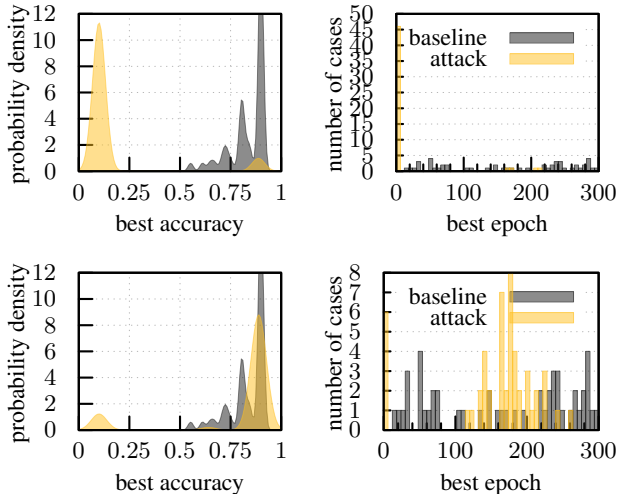 probability density
12
10
8
6
4
2
0
0 0.25 0.5 0.75 1
best accuracy
number of cases
50
45
40
35
30
25
20
15
10
5
0
baseline
attack
0 100 200 300
best epoch
probability density
12
10
8
6
4
2
0
0 0.25 0.5 0.75 1
best accuracy
number of cases
8
7
6
5
4
3
2
1
0
baseline
attack
0 100 200 300
best epoch